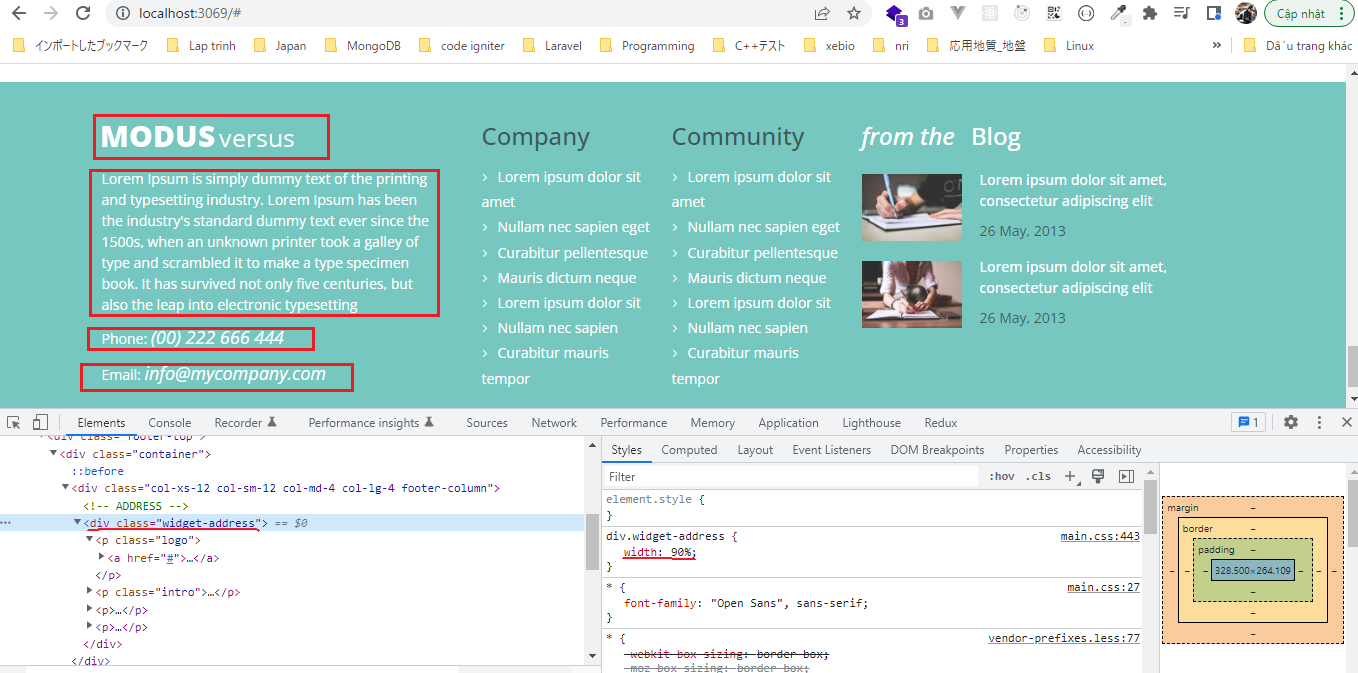 localhost:3069/#
3
Cập nhật
インポートしたブックマーク Lap trinh Japan MongoDB code igniter Laravel Programming C++テスト xebio nri 応用地質_地盤 Linux » Dấu trang khác
MODUS versus
Lorem Ipsum is simply dummy text of the printing
and typesetting industry. Lorem Ipsum has been
the industry's standard dummy text ever since the
1500s, when an unknown printer took a galley of
type and scrambled it to make a type specimen
book. It has survived not only five centuries, but
also the leap into electronic typesetting
Phone: (00) 222 666 444
Email: info@mycompany.com
Company
› Lorem ipsum dolor sit
amet
› Nullam nec sapien eget
› Curabitur pellentesque
› Mauris dictum neque
› Lorem ipsum dolor sit
› Nullam nec sapien
› Curabitur mauris
tempor
Community
› Lorem ipsum dolor sit
amet
› Nullam nec sapien eget
› Curabitur pellentesque
› Mauris dictum neque
› Lorem ipsum dolor sit
› Nullam nec sapien
› Curabitur mauris
tempor
from the Blog
Lorem ipsum dolor sit amet,
consectetur adipiscing elit
26 May, 2013
Lorem ipsum dolor sit amet,
consectetur adipiscing elit
26 May, 2013
Elements Console Recorder Performance insights Sources Network Performance Memory Application Lighthouse Redux 1
<div class="footer-top">
<div class="container">
::before
<div class="col-xs-12 col-sm-12 col-md-4 col-lg-4 footer-column">
<!-- ADDRESS -->
<div class="widget-address"> == $0
<p class="logo">
<a href="#">…</a>
</p>
<p class="intro">…</p>
<p>…</p>
<p>…</p>
</div>
</div>
Styles Computed Layout Event Listeners DOM Breakpoints Properties Accessibility
Filter :hov .cls
element.style {
}
div.widget-address { main.css:443
width: 90%;
}
* { main.css:27
font-family: "Open Sans", sans-serif;
}
* { vendor-prefixes.less:77
-webkit-box-sizing: border-box;
-moz-box-sizing: border-box;
margin –
border –
padding –
– – – 328.500×264.109 – – –
–
–
–